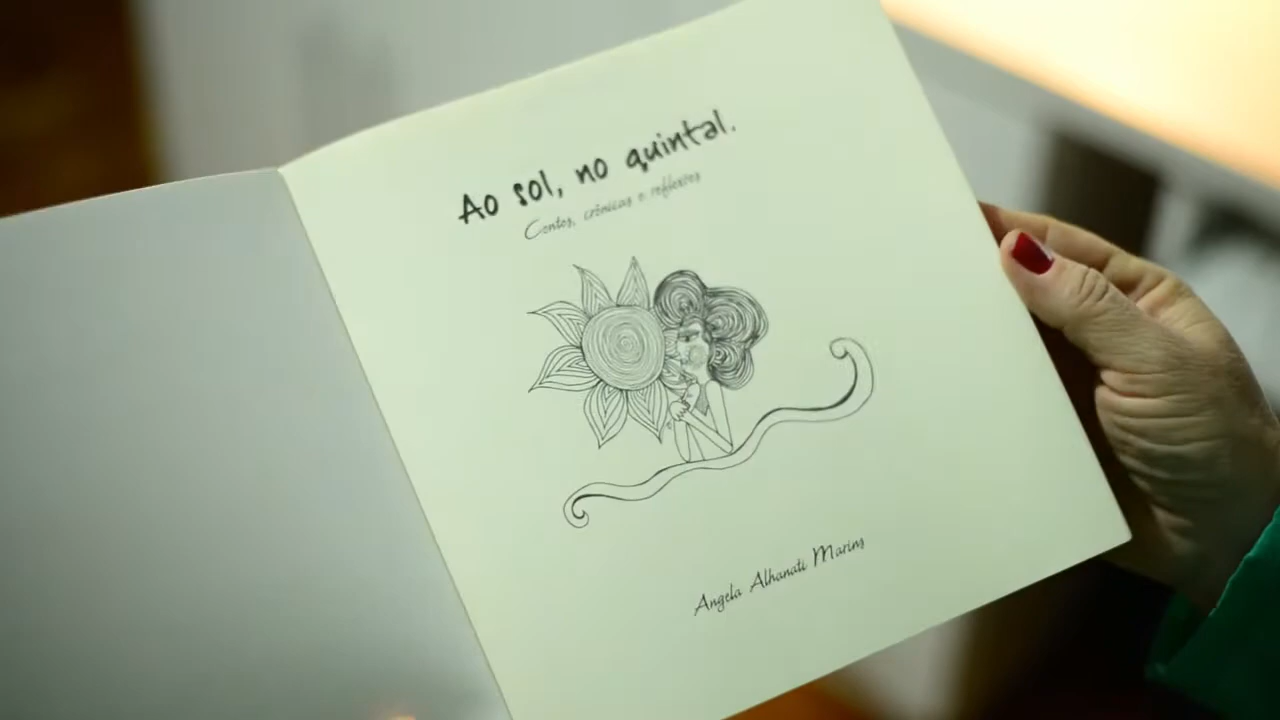 Ao sol, no quintal.
Contos, crônicas e reflexões
Angela Alhanati Marins